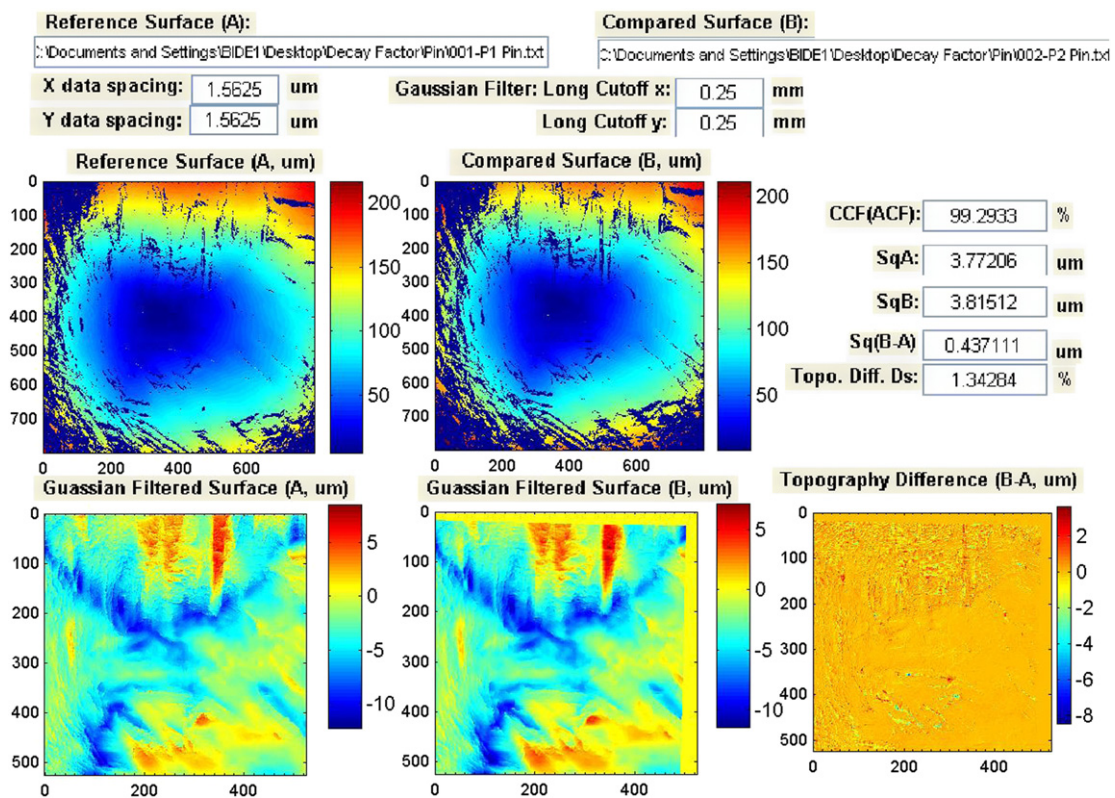 Reference Surface (A):
Compared Surface (B):
C:\Documents and Settings\BIDE1\Desktop\Decay Factor\Pin\001-P1 Pin.txt
C:\Documents and Settings\BIDE1\Desktop\Decay Factor\Pin\002-P2 Pin.txt
X data spacing: 1.5625 um
Gaussian Filter: Long Cutoff x: 0.25 mm
Y data spacing: 1.5625 um
Long Cutoff y: 0.25 mm
Reference Surface (A, um)
0
100
200
300
400
500
600
700
0 200 400 600
200
150
100
50
Compared Surface (B, um)
0
100
200
300
400
500
600
700
0 200 400 600
200
150
100
50
CCF(ACF): 99.2933 %
SqA: 3.77206 um
SqB: 3.81512 um
Sq(B-A) 0.437111 um
Topo. Diff. Ds: 1.34284 %
Guassian Filtered Surface (A, um)
0
100
200
300
400
500
0 200 400
5
0
-5
-10
Guassian Filtered Surface (B, um)
0
100
200
300
400
500
0 200 400
5
0
-5
-10
Topography Difference (B-A, um)
0
100
200
300
400
500
0 200 400
2
0
-2
-4
-6
-8